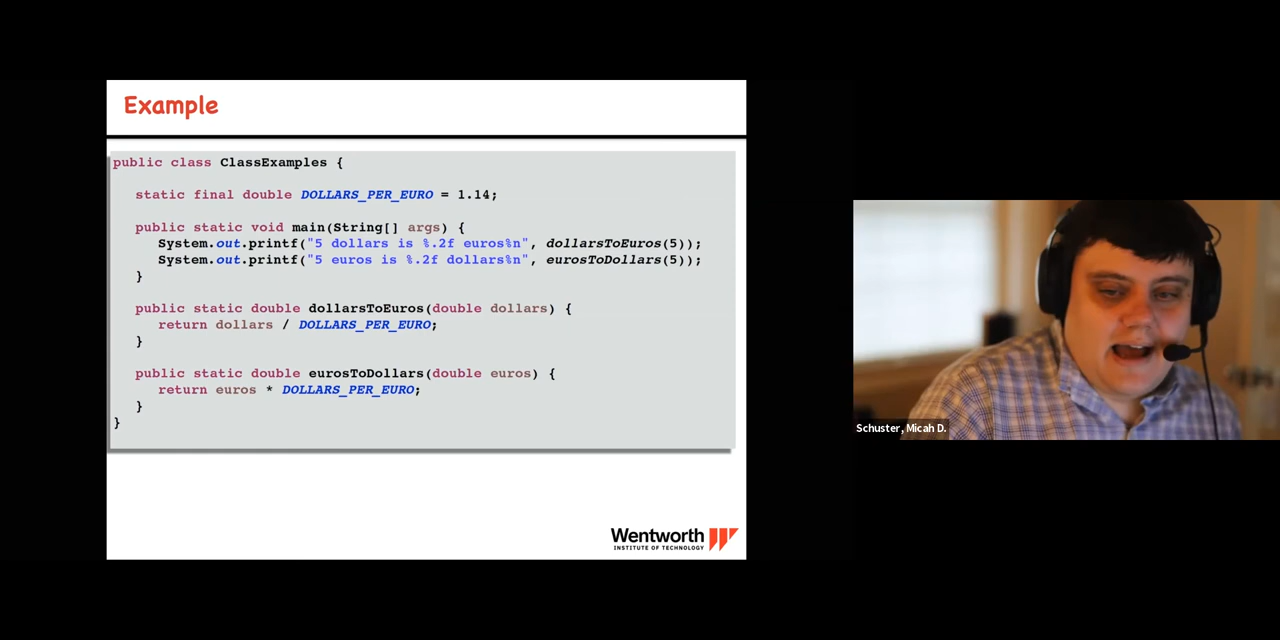 Example
public class ClassExamples {
static final double DOLLARS_PER_EURO = 1.14;
public static void main(String[] args) {
System.out.printf("5 dollars is %.2f euros%n", dollarsToEuros(5));
System.out.printf("5 euros is %.2f dollars%n", eurosToDollars(5));
}
public static double dollarsToEuros(double dollars) {
return dollars / DOLLARS_PER_EURO;
}
public static double eurosToDollars(double euros) {
return euros * DOLLARS_PER_EURO;
}
}
Wentworth
INSTITUTE OF TECHNOLOGY
Schuster, Micah D.